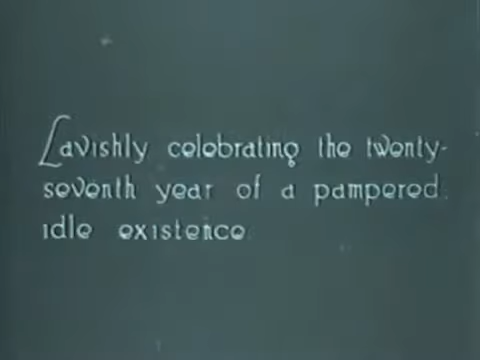 Lavishly celebrating the twenty-
seventh year of a pampered,
idle existence.